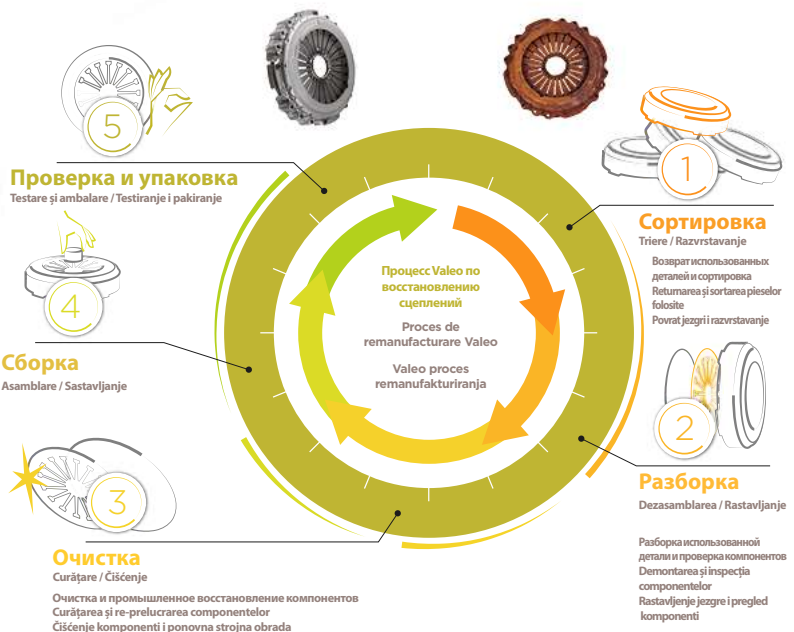 Процесс Valeo по
восстановлению
сцеплений
Proces de
remanufacturare Valeo
Valeo proces
remanufakturiranja
1
Сортировка
Triere / Razvrstavanje
Возврат использованных
деталей и сортировка
Returnarea și sortarea pieselor
folosite
Povrat jezgri i razvrstavanje
2
Разборка
Dezasamblarea / Rastavljanje
Разборка использованной
детали и проверка компонентов
Demontarea și inspecția
componentelor
Rastavljenje jezgre i pregled
komponenti
3
Очистка
Curățare / Čišćenje
Очистка и промышленное восстановление компонентов
Curățarea și re-prelucrarea componentelor
Čišćenje komponenti i ponovna strojna obrada
4
Сборка
Asamblare / Sastavljanje
5
Проверка и упаковка
Testare și ambalare / Testiranje i pakiranje